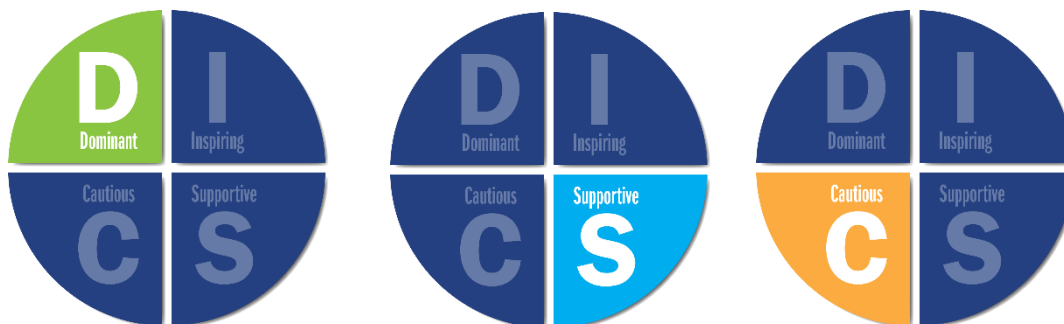 D I
Dominant Inspiring
Cautious Supportive
C S
D I
Dominant Inspiring
Cautious Supportive
C S
D I
Dominant Inspiring
Cautious Supportive
C S